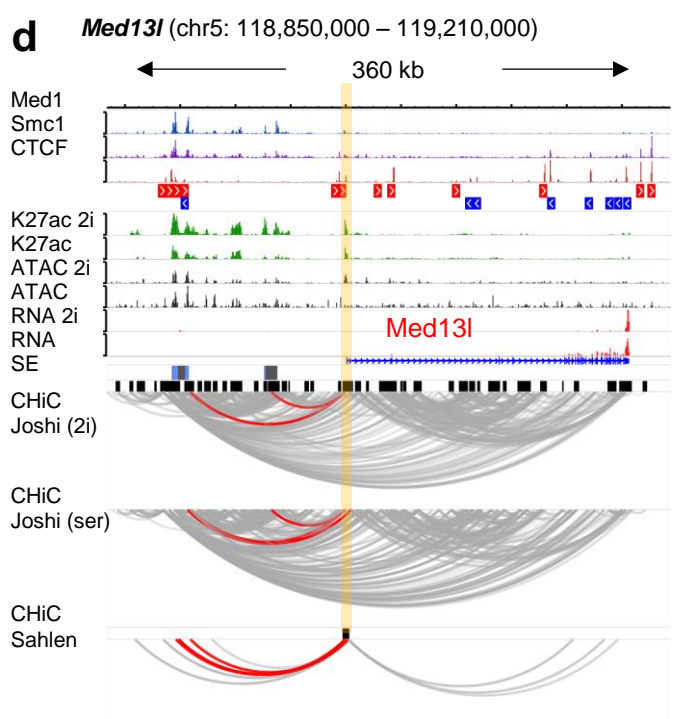 d
Med13l (chr5: 118,850,000 – 119,210,000)
360 kb
Med1
Smc1
CTCF
K27ac 2i
K27ac
ATAC 2i
ATAC
RNA 2i
Med13l
RNA
SE
CHiC
Joshi (2i)
CHiC
Joshi (ser)
CHiC
Sahlen